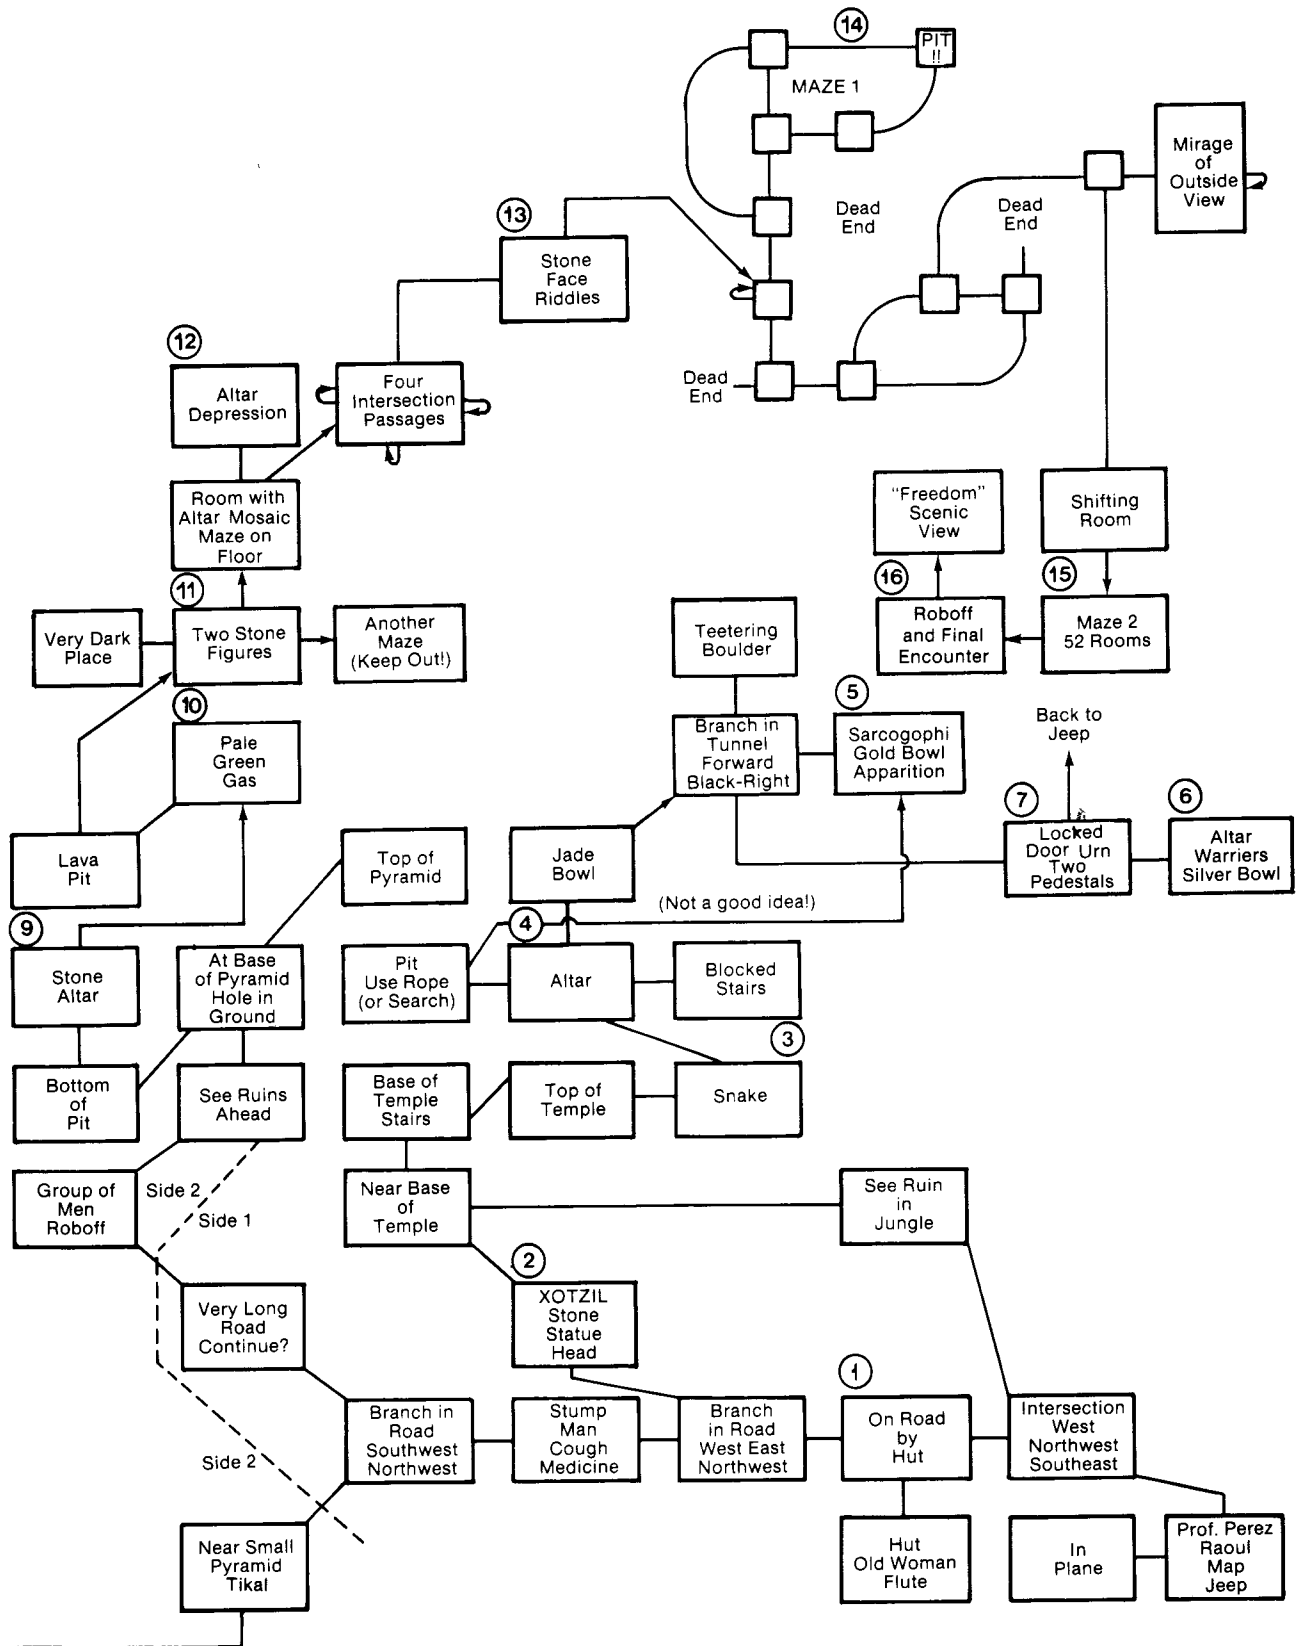 14
PIT
!!
MAZE 1
Mirage
of
Outside
View
13
Dead
End
Dead
End
Stone
Face
Riddles
12
Altar
Depression
Four
Intersection
Passages
Dead
End
Room with
Altar Mosaic
Maze on
Floor
"Freedom"
Scenic
View
Shifting
Room
11
16
15
Very Dark
Place
Two Stone
Figures
Another
Maze
(Keep Out!)
Teetering
Boulder
Roboff
and Final
Encounter
Maze 2
52 Rooms
10
5
Pale
Green
Gas
Branch in
Tunnel
Forward
Black-Right
Sarcogophi
Gold Bowl
Apparition
Back to
Jeep
7
6
Lava
Pit
Top of
Pyramid
Jade
Bowl
Locked
Door Urn
Two
Pedestals
Altar
Warriers
Silver Bowl
(Not a good idea!)
9
4
Stone
Altar
At Base
of Pyramid
Hole in
Ground
Pit
Use Rope
(or Search)
Altar
Blocked
Stairs
3
Bottom
of
Pit
See Ruins
Ahead
Base of
Temple
Stairs
Top of
Temple
Snake
Group of
Men
Roboff
Side 2
Side 1
Near Base
of
Temple
See Ruin
in
Jungle
2
Very Long
Road
Continue?
XOTZIL
Stone
Statue
Head
1
Branch in
Road
Southwest
Northwest
Stump
Man
Cough
Medicine
Branch
in Road
West East
Northwest
On Road
by
Hut
Intersection
West
Northwest
Southeast
Side 2
Near Small
Pyramid
Tikal
Hut
Old Woman
Flute
In
Plane
Prof. Perez
Raoul
Map
Jeep